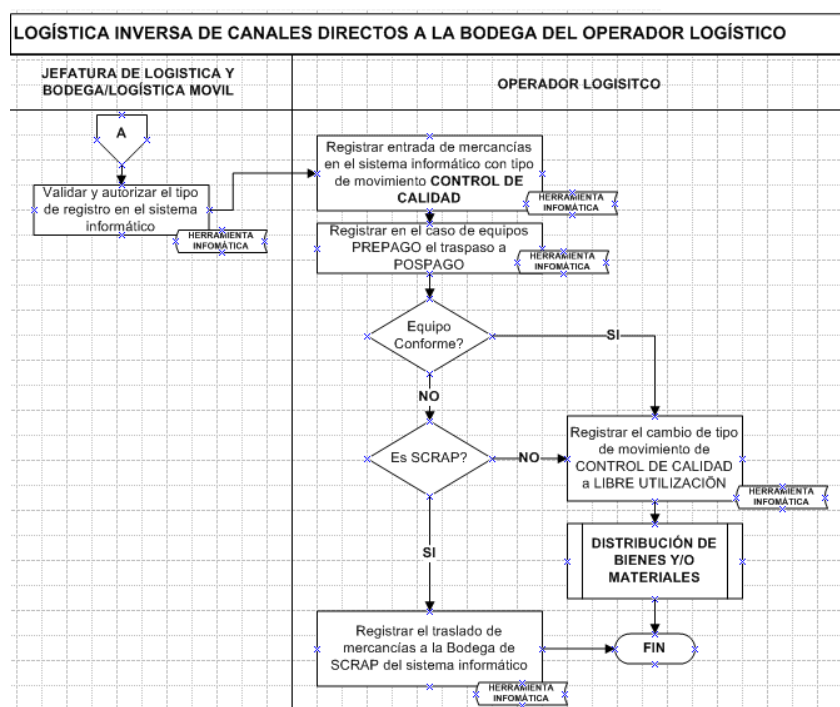 LOGÍSTICA INVERSA DE CANALES DIRECTOS A LA BODEGA DEL OPERADOR LOGÍSTICO
JEFATURA DE LOGISTICA Y
BODEGA/LOGÍSTICA MOVIL
OPERADOR LOGISITCO
A
Validar y autorizar el tipo
de registro en el sistema
informático
HERRAMIENTA
INFOMÁTICA
Registrar entrada de mercancías
en el sistema informático con tipo
de movimiento CONTROL DE
CALIDAD
HERRAMIENTA
INFOMÁTICA
Registrar en el caso de equipos
PREPAGO el traspaso a
POSPAGO
HERRAMIENTA
INFOMÁTICA
Equipo
Conforme?
SI
NO
Es SCRAP?
NO
Registrar el cambio de tipo
de movimiento de
CONTROL DE CALIDAD
a LIBRE UTILIZACIÕN
HERRAMIENTA
INFOMÁTICA
DISTRIBUCIÓN DE
BIENES Y/O
MATERIALES
SI
Registrar el traslado de
mercancías a la Bodega de
SCRAP del sistema informático
HERRAMIENTA
INFOMÁTICA
FIN